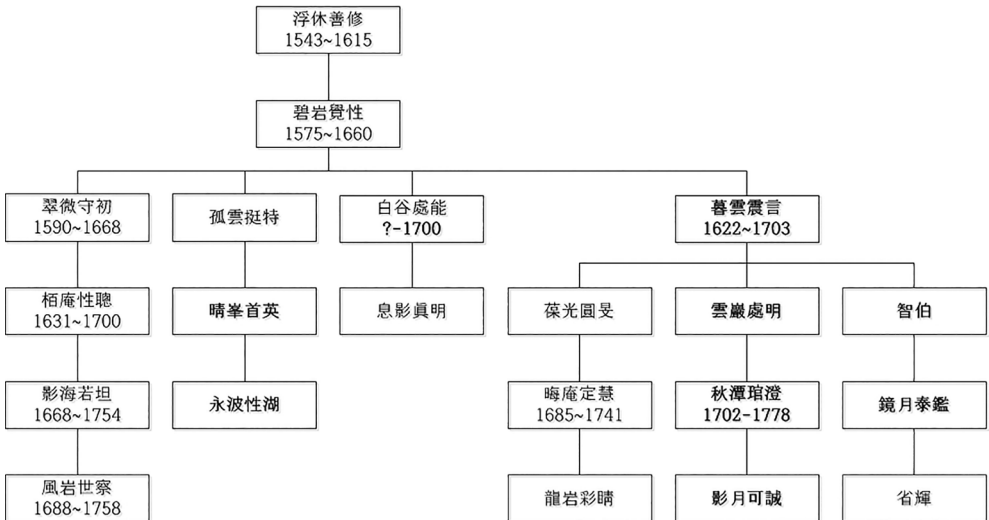 浮休善修
1543~1615
碧岩覺性
1575~1660
翠微守初
1590~1668
孤雲挺特
白谷處能
?-1700
暮雲震言
1622~1703
栢庵性聰
1631~1700
晴峯首英
息影眞明
葆光圓旻
雲巖處明
智伯
影海若坦
1668~1754
永波性湖
晦庵定慧
1685~1741
秋潭琯澄
1702-1778
鏡月泰鑑
風岩世察
1688~1758
龍岩彩晴
影月可誠
省輝